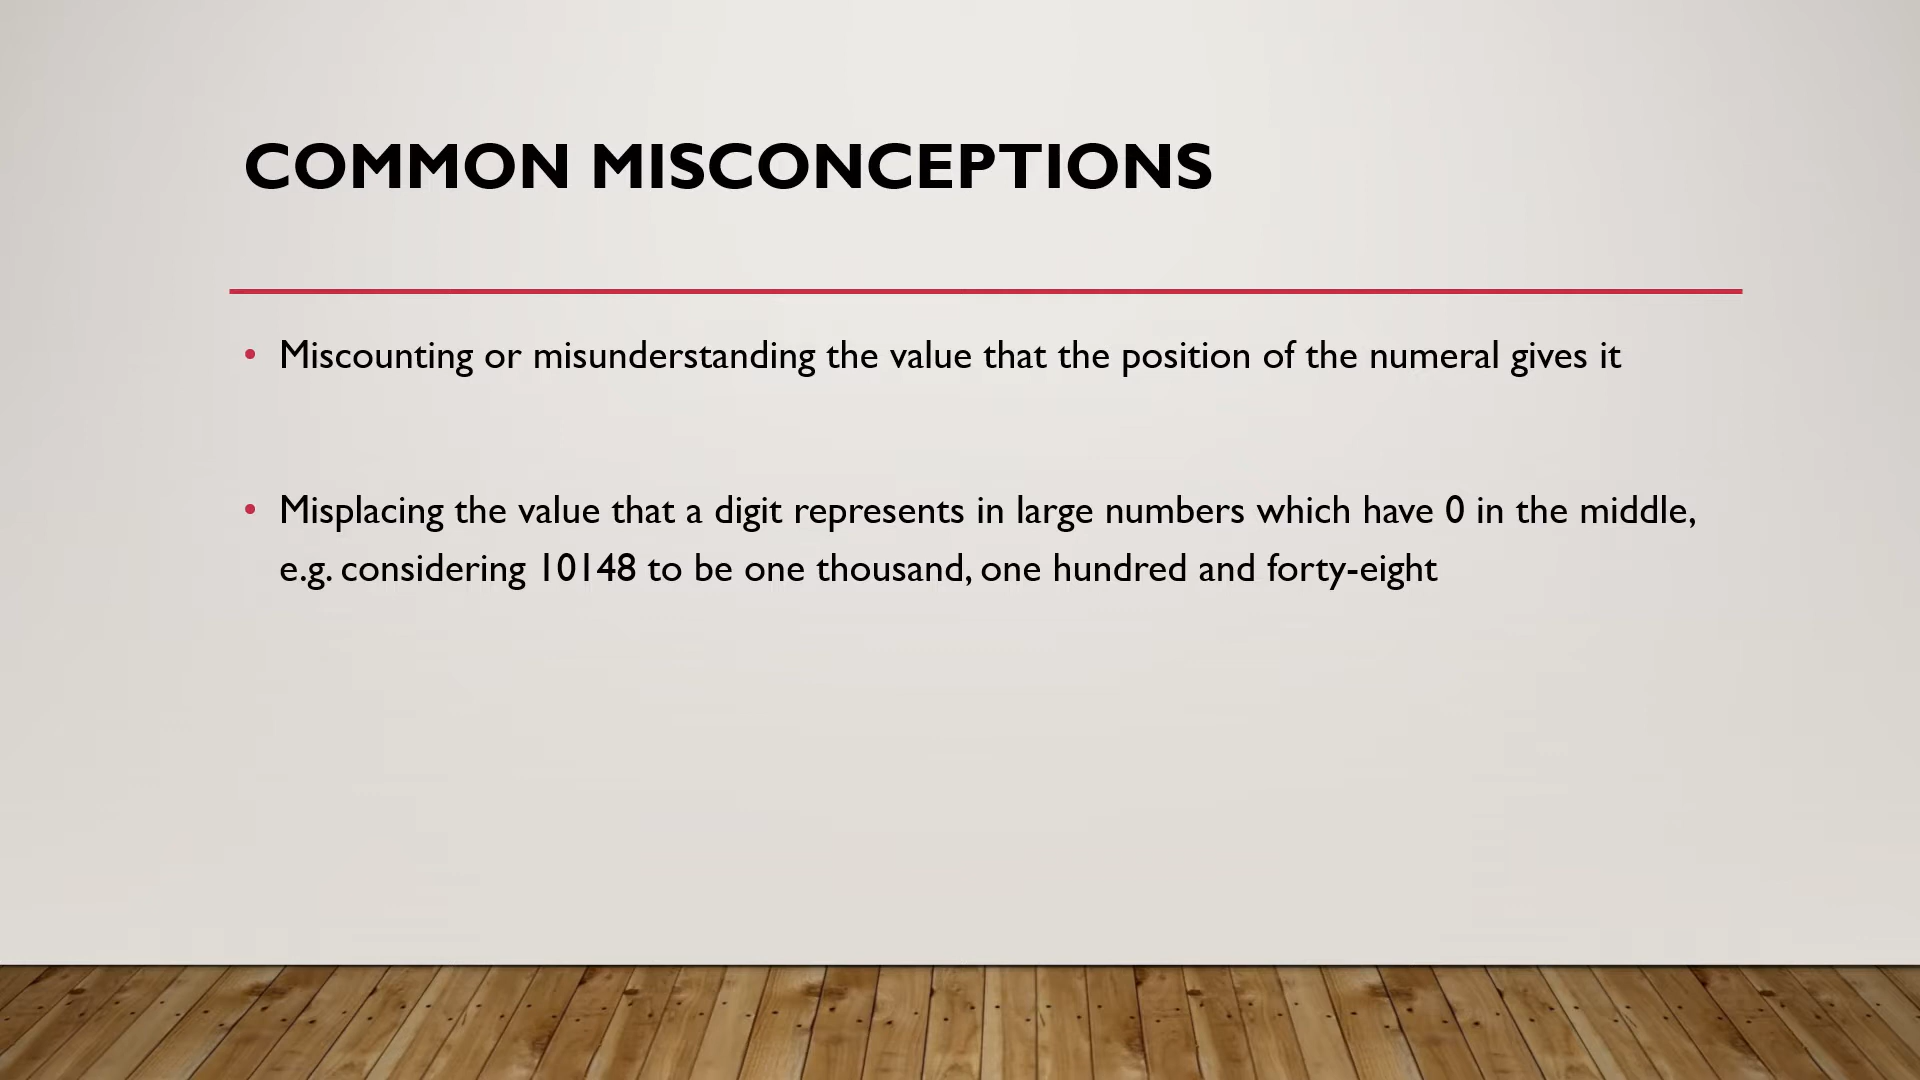 COMMON MISCONCEPTIONS
• Miscounting or misunderstanding the value that the position of the numeral gives it
• Misplacing the value that a digit represents in large numbers which have 0 in the middle,
e.g. considering 10148 to be one thousand, one hundred and forty-eight